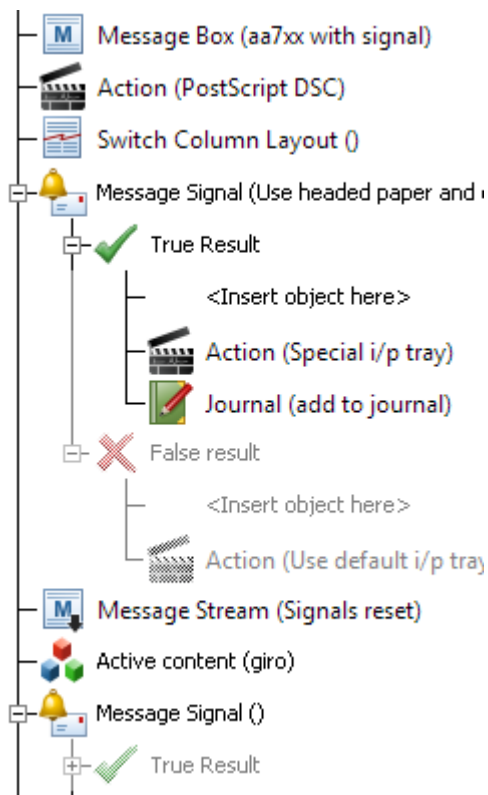 Message Box (aa7xx with signal)
Action (PostScript DSC)
Switch Column Layout ()
Message Signal (Use headed paper and
True Result
<Insert object here>
Action (Special i/p tray)
Journal (add to journal)
False result
<Insert object here>
Action (Use default i/p tray
Message Stream (Signals reset)
Active content (giro)
Message Signal ()
True Result